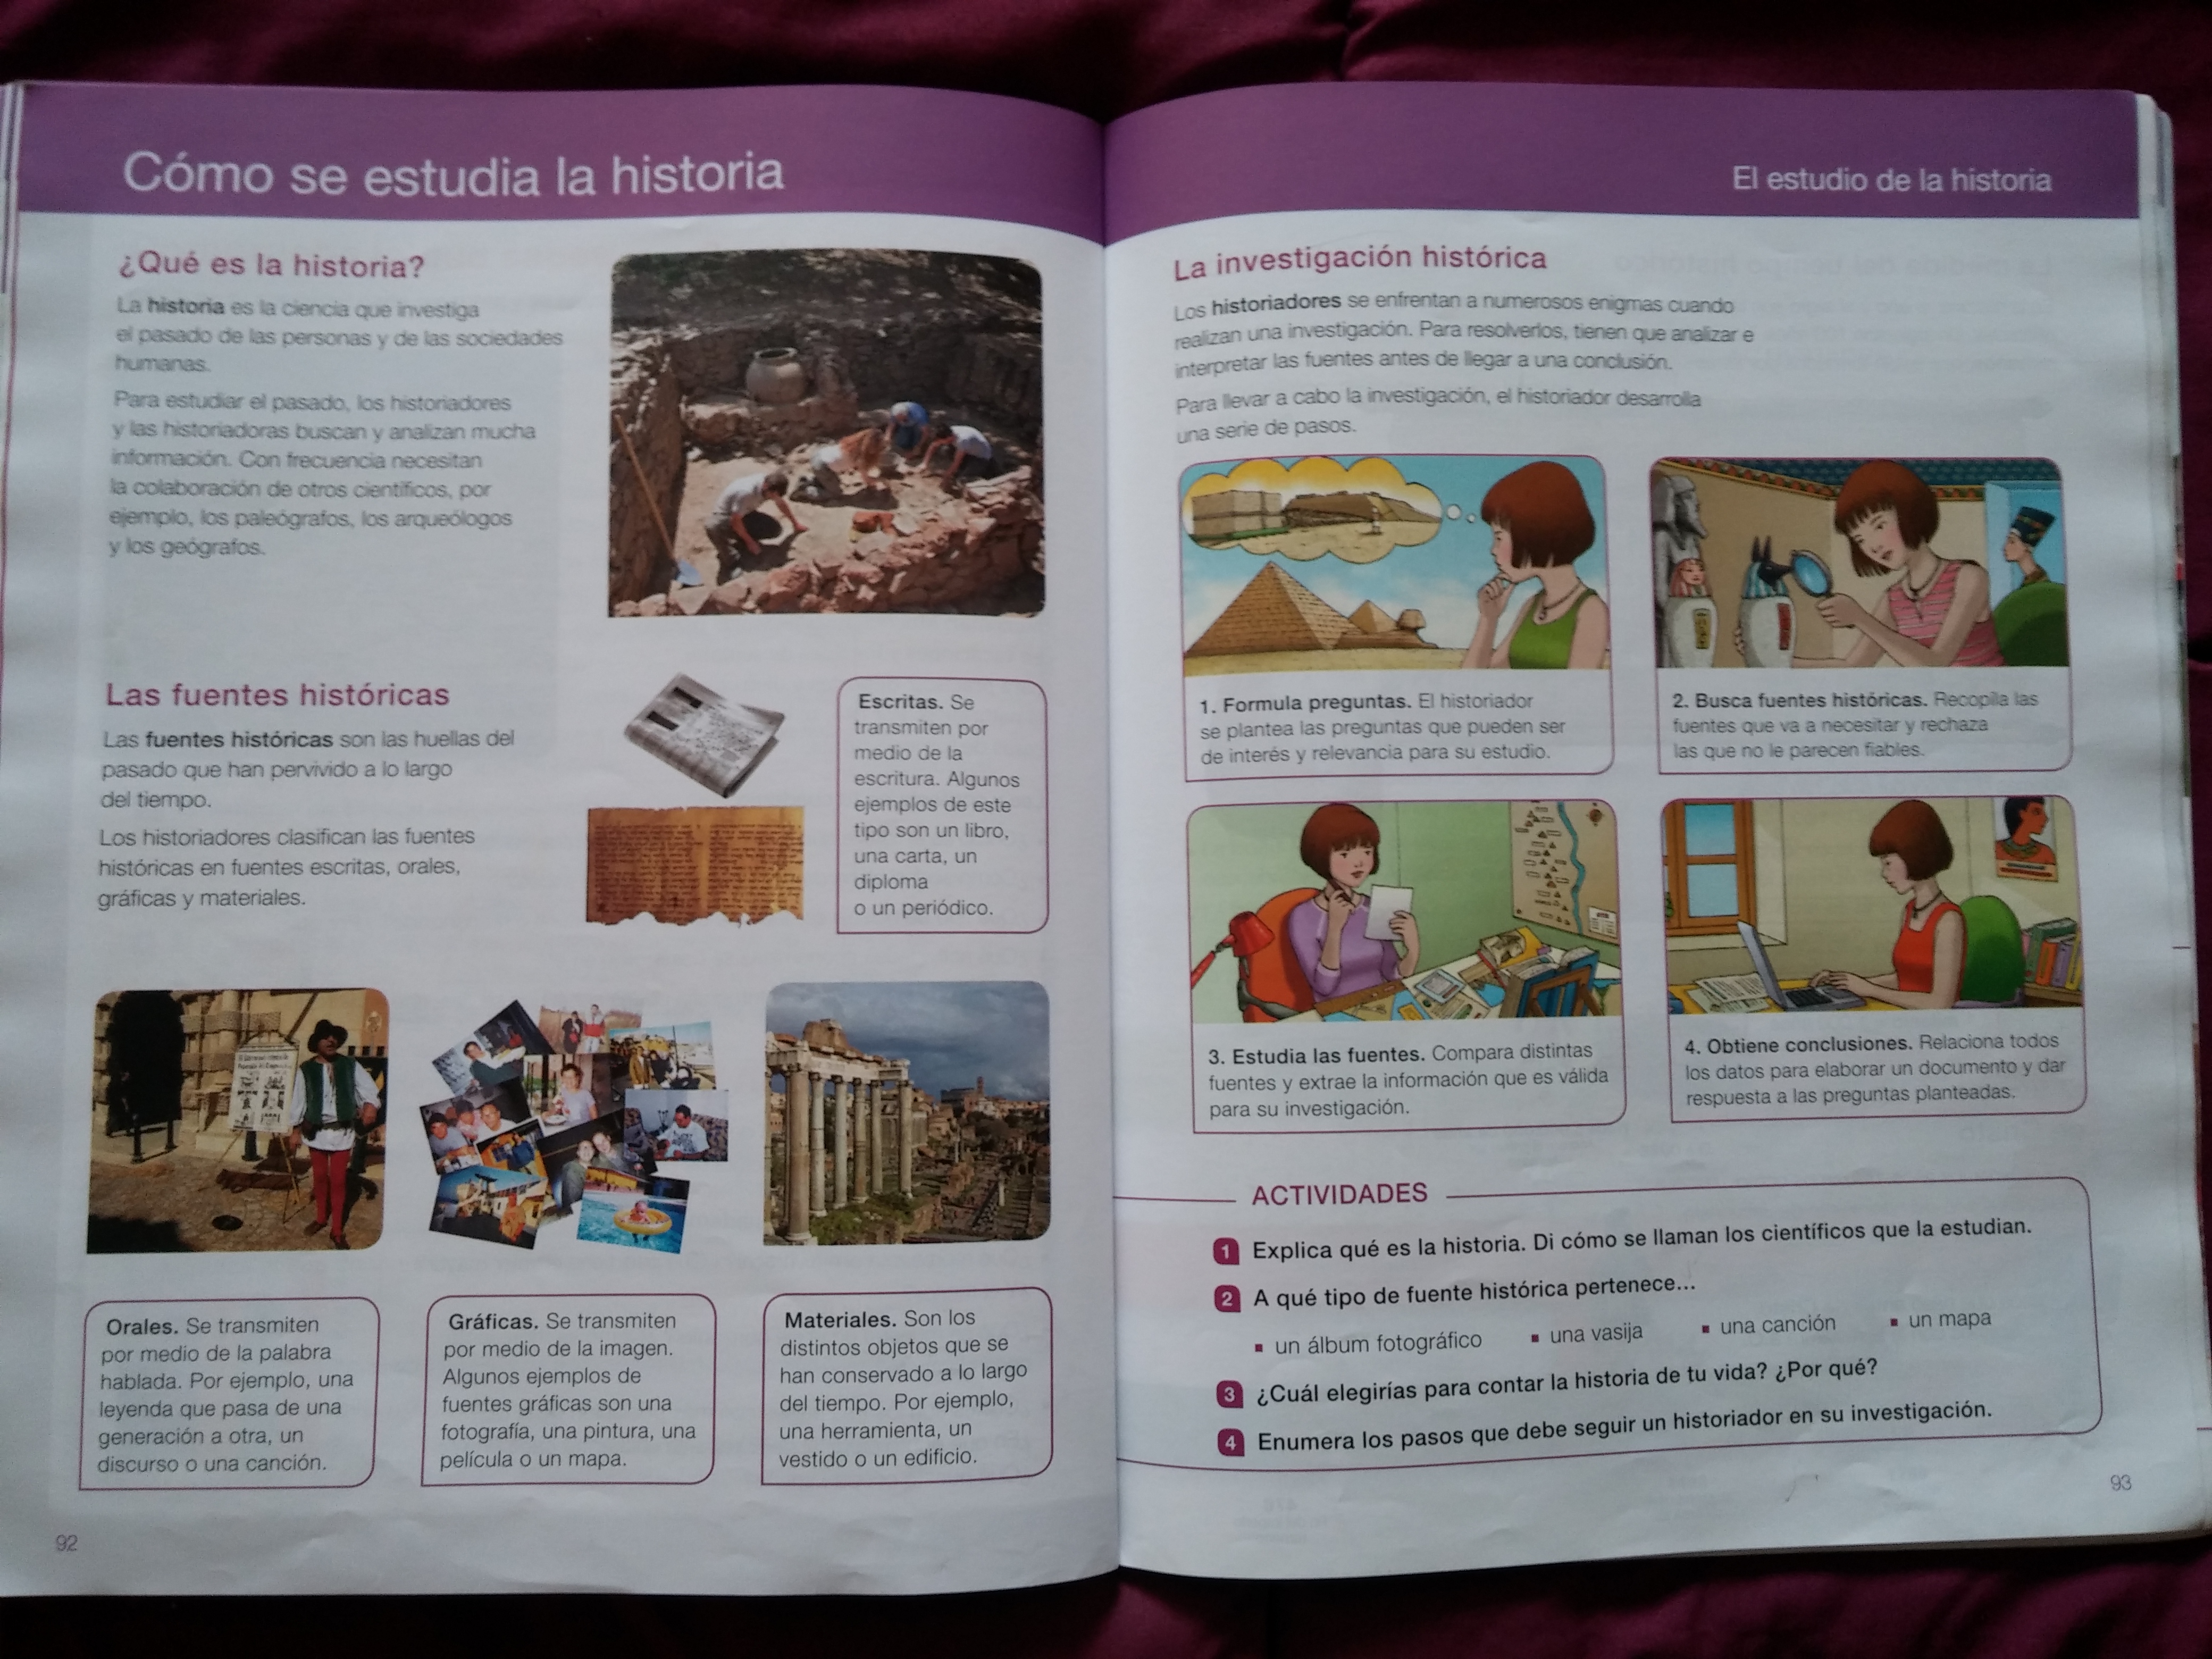 Cómo se estudia la historia
¿Qué es la historia?
La historia es la ciencia que investiga
el pasado de las personas y de las sociedades
humanas.
Para estudiar el pasado, los historiadores
y las historiadoras buscan y analizan mucha
información. Con frecuencia necesitan
la colaboración de otros científicos, por
ejemplo, los paleógrafos, los arqueólogos
y los geógrafos.
Las fuentes históricas
Las fuentes históricas son las huellas del
pasado que han pervivido a lo largo
del tiempo.
Los historiadores clasifican las fuentes
históricas en fuentes escritas, orales,
gráficas y materiales.
Escritas. Se
transmiten por
medio de la
escritura. Algunos
ejemplos de este
tipo son un libro,
una carta, un
diploma
o un periódico.
Orales. Se transmiten
por medio de la palabra
hablada. Por ejemplo, una
leyenda que pasa de una
generación a otra, un
discurso o una canción.
Gráficas. Se transmiten
por medio de la imagen.
Algunos ejemplos de
fuentes gráficas son una
fotografía, una pintura, una
película o un mapa.
Materiales. Son los
distintos objetos que se
han conservado a lo largo
del tiempo. Por ejemplo,
una herramienta, un
vestido o un edificio.
92
El estudio de la historia
La investigación histórica
Los historiadores se enfrentan a numerosos enigmas cuando
realizan una investigación. Para resolverlos, tienen que analizar e
interpretar las fuentes antes de llegar a una conclusión.
Para llevar a cabo la investigación, el historiador desarrolla
una serie de pasos.
1. Formula preguntas. El historiador
se plantea las preguntas que pueden ser
de interés y relevancia para su estudio.
2. Busca fuentes históricas. Recopila las
fuentes que va a necesitar y rechaza
las que no le parecen fiables.
3. Estudia las fuentes. Compara distintas
fuentes y extrae la información que es válida
para su investigación.
4. Obtiene conclusiones. Relaciona todos
los datos para elaborar un documento y dar
respuesta a las preguntas planteadas.
ACTIVIDADES
1 Explica qué es la historia. Di cómo se llaman los científicos que la estudian.
2 A qué tipo de fuente histórica pertenece...
▪ un álbum fotográfico ▪ una vasija ▪ una canción ▪ un mapa
3 ¿Cuál elegirías para contar la historia de tu vida? ¿Por qué?
4 Enumera los pasos que debe seguir un historiador en su investigación.
93